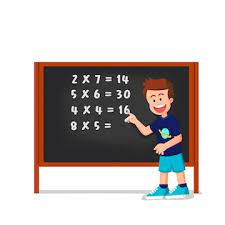 2 X 7 = 14
5 X 6 = 30
4 X 4 = 16
8 X 5 =